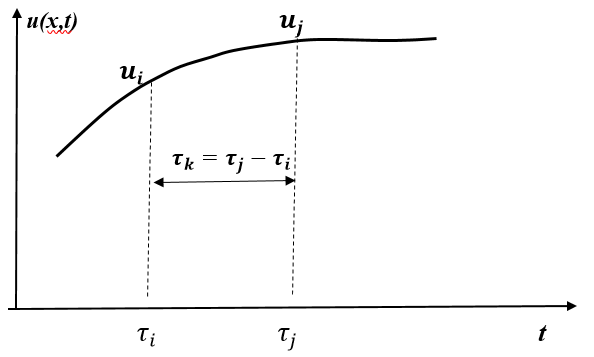 u(x,t)
u_j
u_i
τ_k = τ_j − τ_i
τ_i
τ_j
t